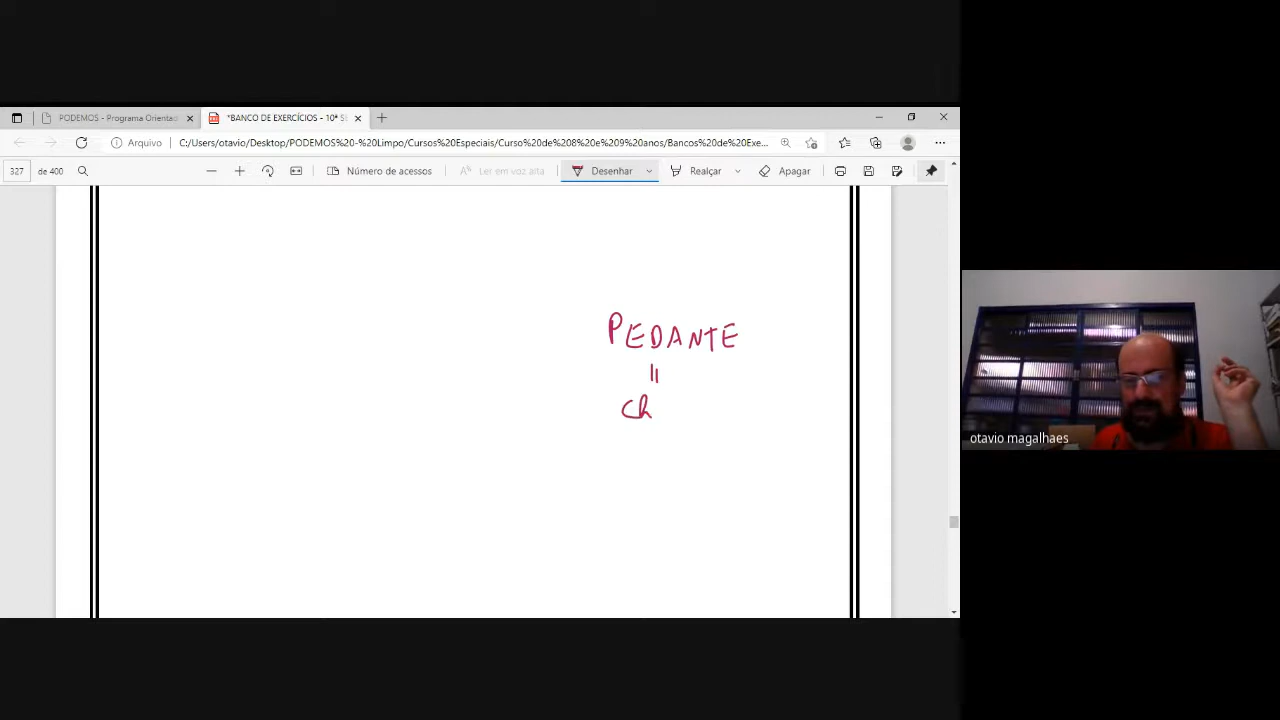 PODEMOS - Programa Orientad
*BANCO DE EXERCÍCIOS - 10ª SE
Arquivo C:/Users/otavio/Desktop/PODEMOS%20-%20Limpo/Cursos%20Especiais/Curso%20de%208%20e%209%20anos/Bancos%20de%20Exe...
327 de 400 Número de acessos Ler em voz alta Desenhar Realçar Apagar
PEDANTE
=
Ch
otavio magalhaes